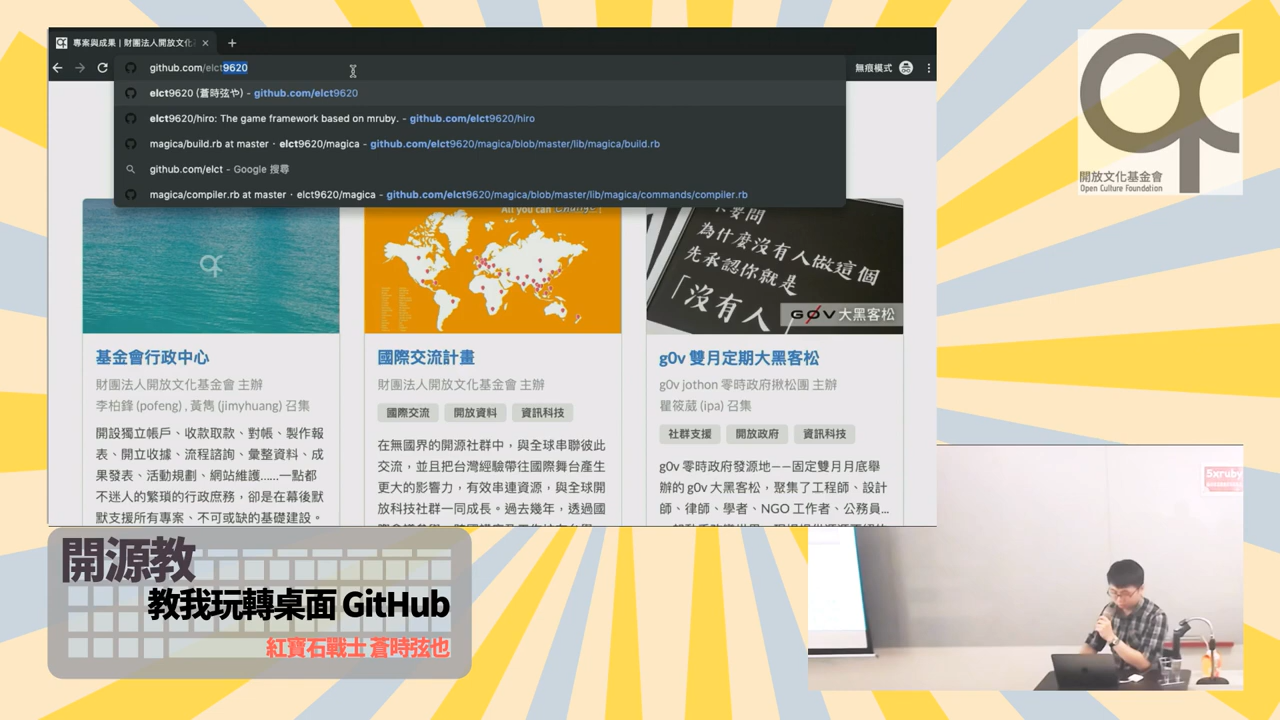 專案與成果 | 財團法人開放文化
github.com/elct9620
無痕模式
elct9620 (蒼時弦や) - github.com/elct9620
elct9620/hiro: The game framework based on mruby. - github.com/elct9620/hiro
magica/build.rb at master · elct9620/magica - github.com/elct9620/magica/blob/master/lib/magica/build.rb
github.com/elct - Google 搜尋
magica/compiler.rb at master · elct9620/magica - github.com/elct9620/magica/blob/master/lib/magica/commands/compiler.rb
All you can
為什麼沒有人做這個
先承認你就是
「沒有人
g0v 大黑客松
基金會行政中心
財團法人開放文化基金會 主辦
李柏鋒 (pofeng) , 黃雋 (jimyhuang) 召集
開設獨立帳戶、收款取款、對帳、製作報
表、開立收據、流程諮詢、彙整資料、成
果發表、活動規劃、網站維護……一點都
不迷人的繁瑣的行政庶務，卻是在幕後默
默支援所有專案、不可或缺的基礎建設。
國際交流計畫
財團法人開放文化基金會 主辦
國際交流 開放資料 資訊科技
在無國界的開源社群中，與全球串聯彼此
交流，並且把台灣經驗帶往國際舞台產生
更大的影響力，有效串連資源，與全球開
放科技社群一同成長。過去幾年，透過國
g0v 雙月定期大黑客松
g0v jothon 零時政府揪松團 主辦
瞿筱葳 (ipa) 召集
社群支援 開放政府 資訊科技
g0v 零時政府發源地——固定雙月月底舉
辦的 g0v 大黑客松，聚集了工程師、設計
師、律師、學者、NGO 工作者、公務員...
開放文化基金會
Open Culture Foundation
5xruby
開源教
教我玩轉桌面 GitHub
紅寶石戰士 蒼時弦也